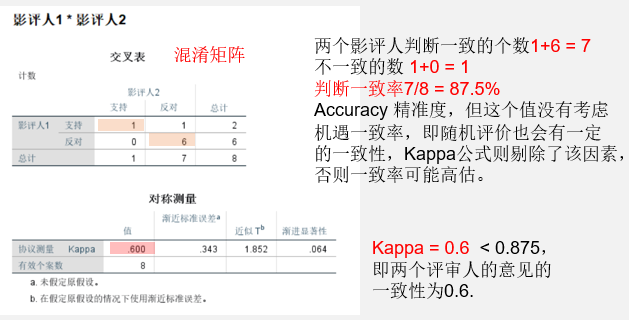 影评人1 * 影评人2
交叉表 混淆矩阵
计数
影评人2
支持 反对 总计
影评人1 支持 1 1 2
反对 0 6 6
总计 1 7 8
对称测量
值 渐近标准误差a 近似 Tb 渐进显著性
协议测量 Kappa .600 .343 1.852 .064
有效个案数 8
a. 未假定原假设。
b. 在假定原假设的情况下使用渐近标准误差。
两个影评人判断一致的个数1+6 = 7
不一致的数 1+0 = 1
判断一致率7/8 = 87.5%
Accuracy 精准度，但这个值没有考虑
机遇一致率，即随机评价也会有一定
的一致性，Kappa公式则剔除了该因素，
否则一致率可能高估。
Kappa = 0.6 < 0.875，
即两个评审人的意见的
一致性为0.6.